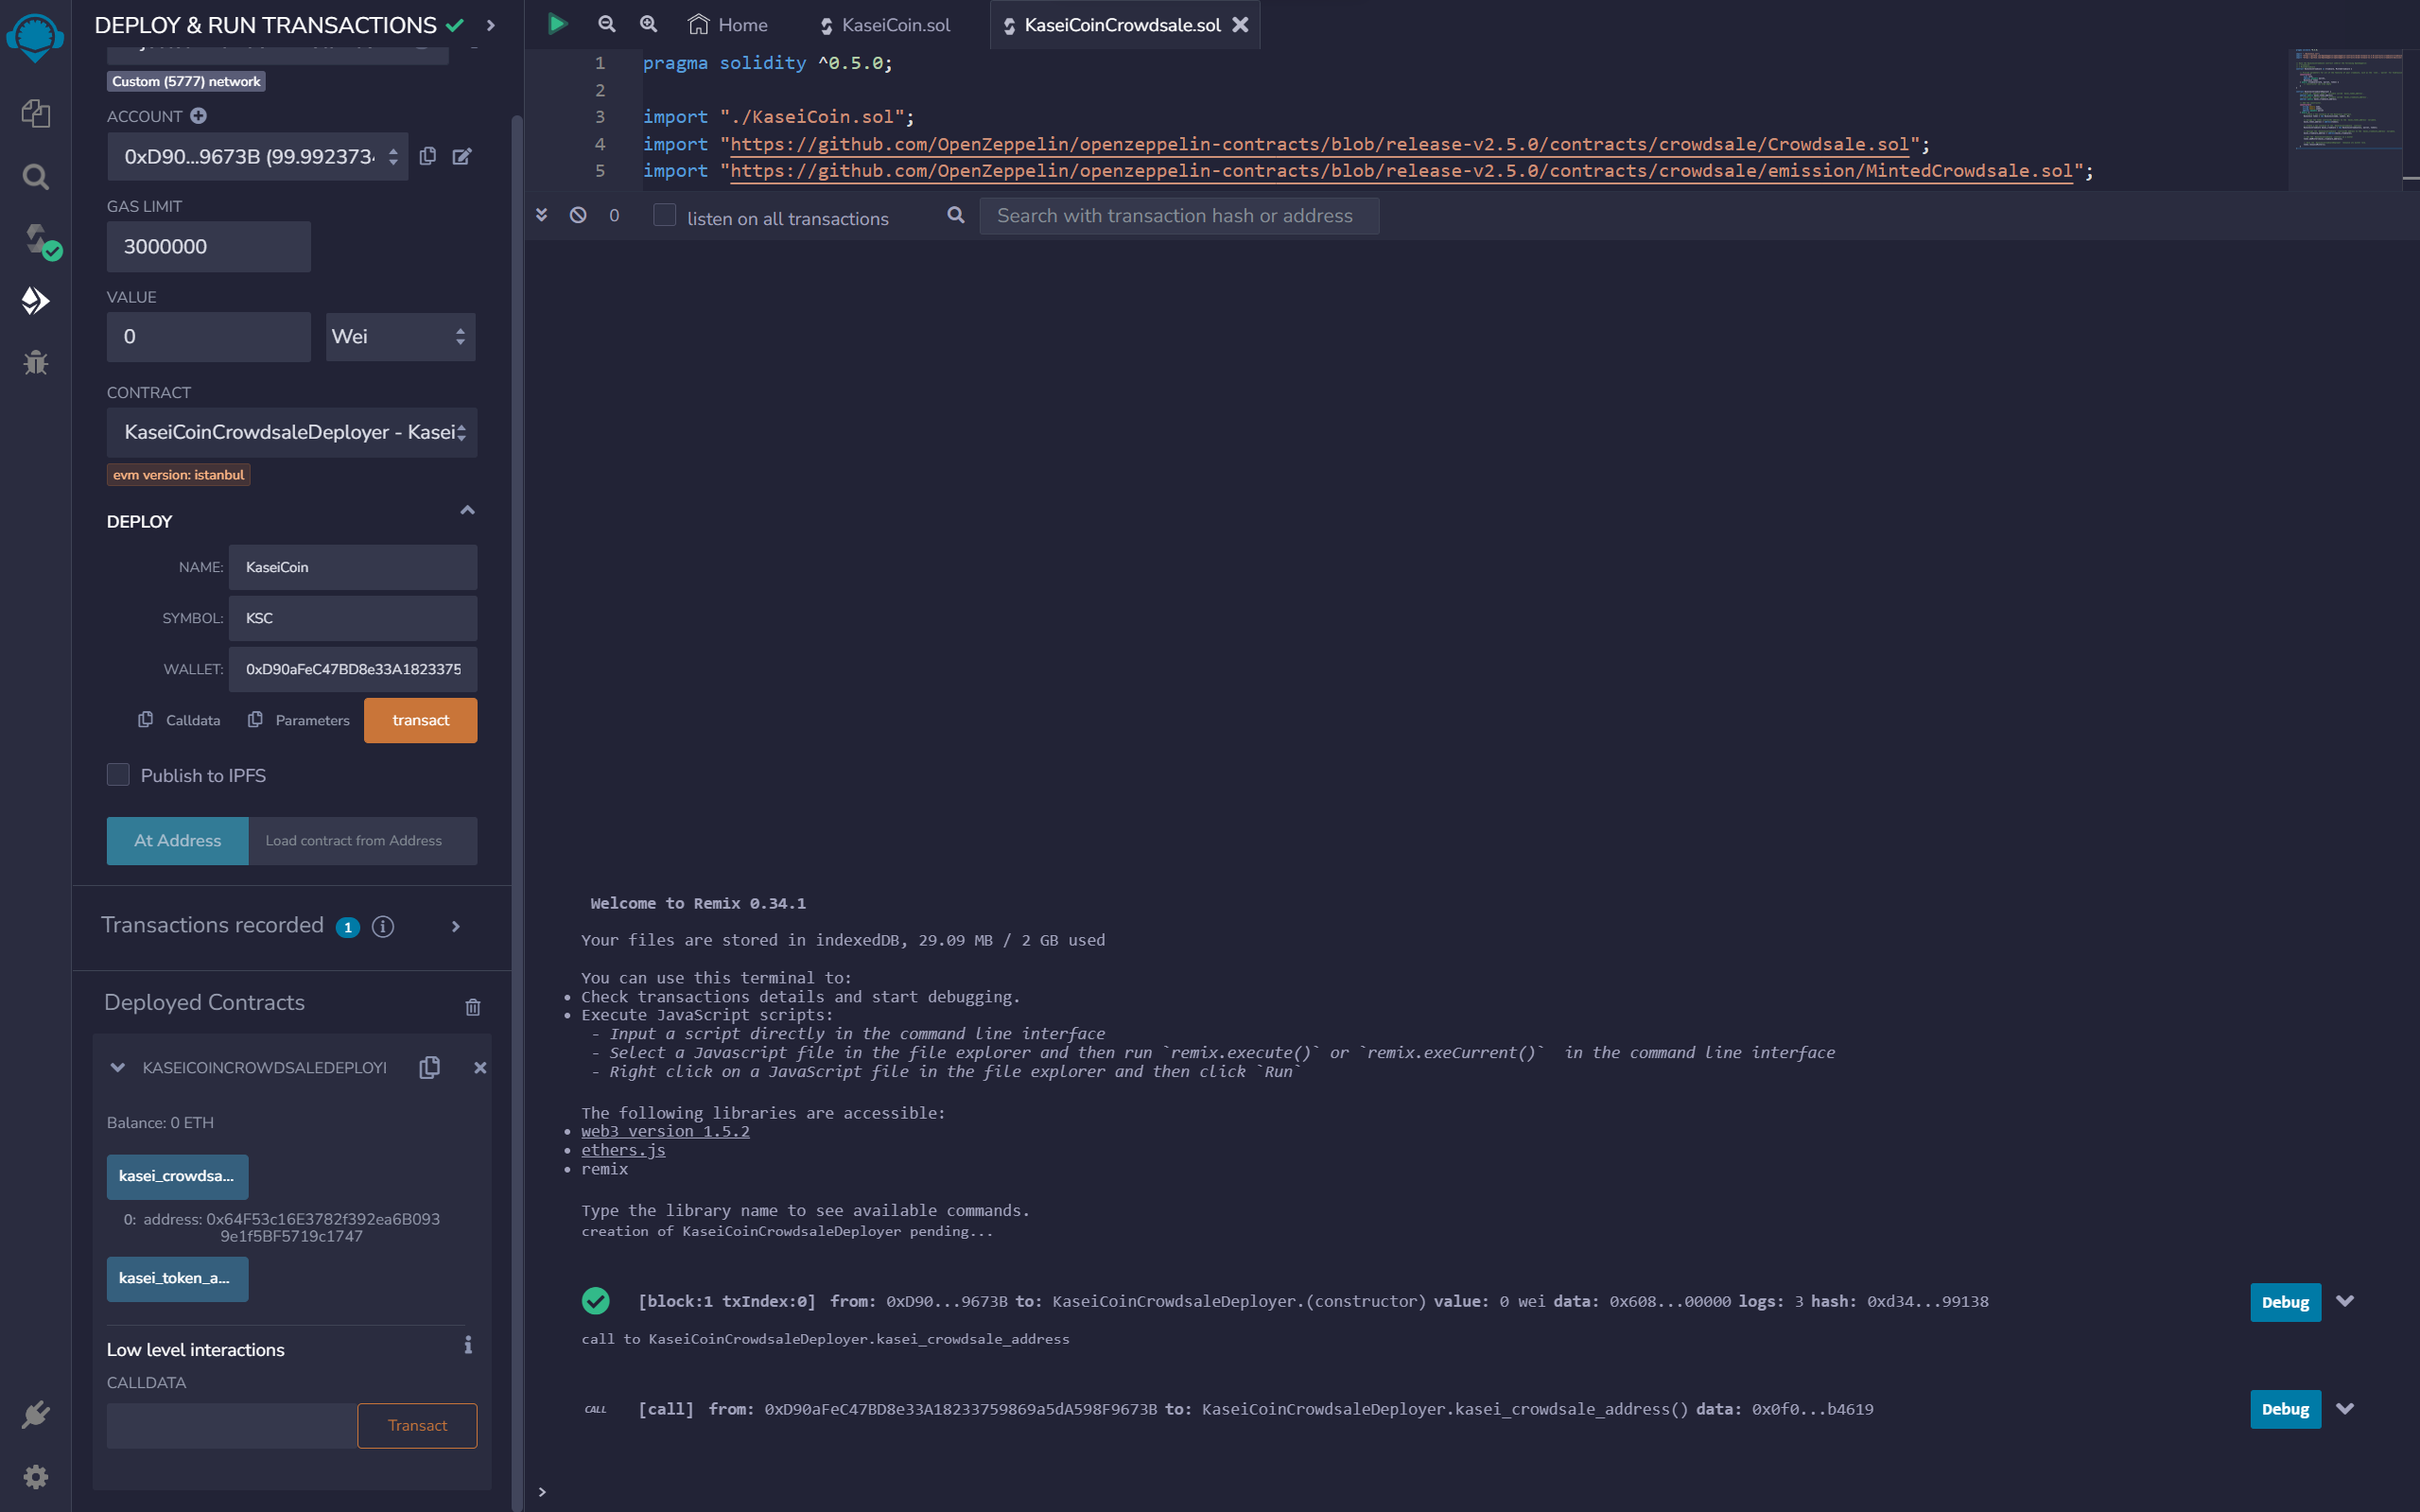 DEPLOY & RUN TRANSACTIONS
Custom (5777) network
ACCOUNT
0xD90...9673B (99.992373
GAS LIMIT
3000000
VALUE
0
Wei
CONTRACT
KaseiCoinCrowdsaleDeployer - Kasei
evm version: istanbul
DEPLOY
NAME:
KaseiCoin
SYMBOL:
KSC
WALLET:
0xD90aFeC47BD8e33A1823375
Calldata
Parameters
transact
Publish to IPFS
At Address
Load contract from Address
Transactions recorded
1
Deployed Contracts
KASEICOINCROWDSALEDEPLOY
Balance: 0 ETH
kasei_crowdsa...
0: address: 0x64F53c16E3782f392ea6B093
9e1f5BF5719c1747
kasei_token_a...
Low level interactions
CALLDATA
Transact
Home
KaseiCoin.sol
KaseiCoinCrowdsale.sol
1 pragma solidity ^0.5.0;
2
3 import "./KaseiCoin.sol";
4 import "https://github.com/OpenZeppelin/openzeppelin-contracts/blob/release-v2.5.0/contracts/crowdsale/Crowdsale.sol";
5 import "https://github.com/OpenZeppelin/openzeppelin-contracts/blob/release-v2.5.0/contracts/crowdsale/emission/MintedCrowdsale.sol";
0
listen on all transactions
Search with transaction hash or address
Welcome to Remix 0.34.1
Your files are stored in indexedDB, 29.09 MB / 2 GB used
You can use this terminal to:
• Check transactions details and start debugging.
• Execute JavaScript scripts:
- Input a script directly in the command line interface
- Select a Javascript file in the file explorer and then run `remix.execute()` or `remix.exeCurrent()` in the command line interface
- Right click on a JavaScript file in the file explorer and then click `Run`
The following libraries are accessible:
• web3 version 1.5.2
• ethers.js
• remix
Type the library name to see available commands.
creation of KaseiCoinCrowdsaleDeployer pending...
[block:1 txIndex:0] from: 0xD90...9673B to: KaseiCoinCrowdsaleDeployer.(constructor) value: 0 wei data: 0x608...00000 logs: 3 hash: 0xd34...99138
Debug
call to KaseiCoinCrowdsaleDeployer.kasei_crowdsale_address
CALL [call] from: 0xD90aFeC47BD8e33A18233759869a5dA598F9673B to: KaseiCoinCrowdsaleDeployer.kasei_crowdsale_address() data: 0x0f0...b4619
Debug
>